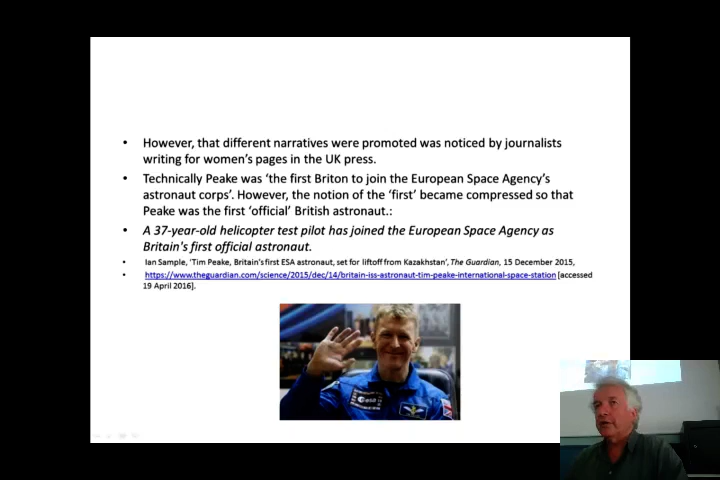 • However, that different narratives were promoted was noticed by journalists
writing for women's pages in the UK press.
• Technically Peake was 'the first Briton to join the European Space Agency's
astronaut corps'. However, the notion of the 'first' became compressed so that
Peake was the first 'official' British astronaut.:
• A 37-year-old helicopter test pilot has joined the European Space Agency as
Britain's first official astronaut.
• Ian Sample, 'Tim Peake, Britain's first ESA astronaut, set for liftoff from Kazakhstan', The Guardian, 15 December 2015,
• https://www.theguardian.com/science/2015/dec/14/britain-iss-astronaut-tim-peake-international-space-station [accessed
19 April 2016].
esa